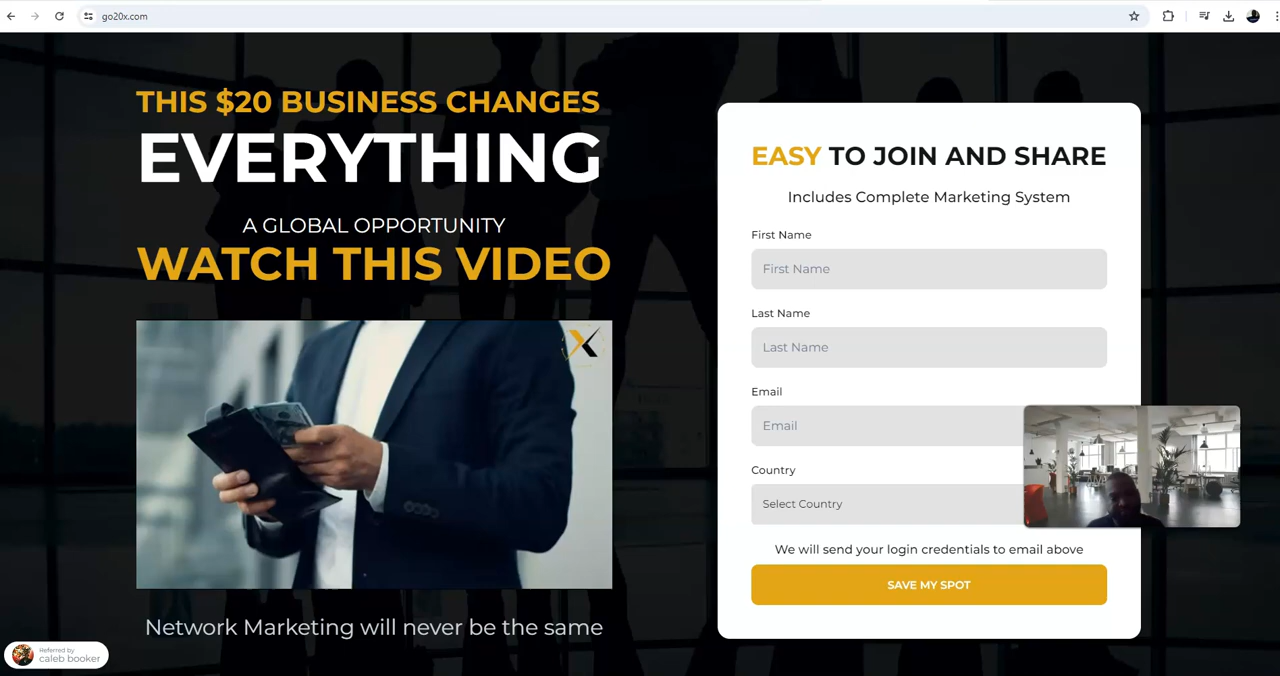 go20x.com
THIS $20 BUSINESS CHANGES
EVERYTHING
A GLOBAL OPPORTUNITY
WATCH THIS VIDEO
Network Marketing will never be the same
Referred by
caleb booker
EASY TO JOIN AND SHARE
Includes Complete Marketing System
First Name
First Name
Last Name
Last Name
Email
Email
Country
Select Country
We will send your login credentials to email above
SAVE MY SPOT